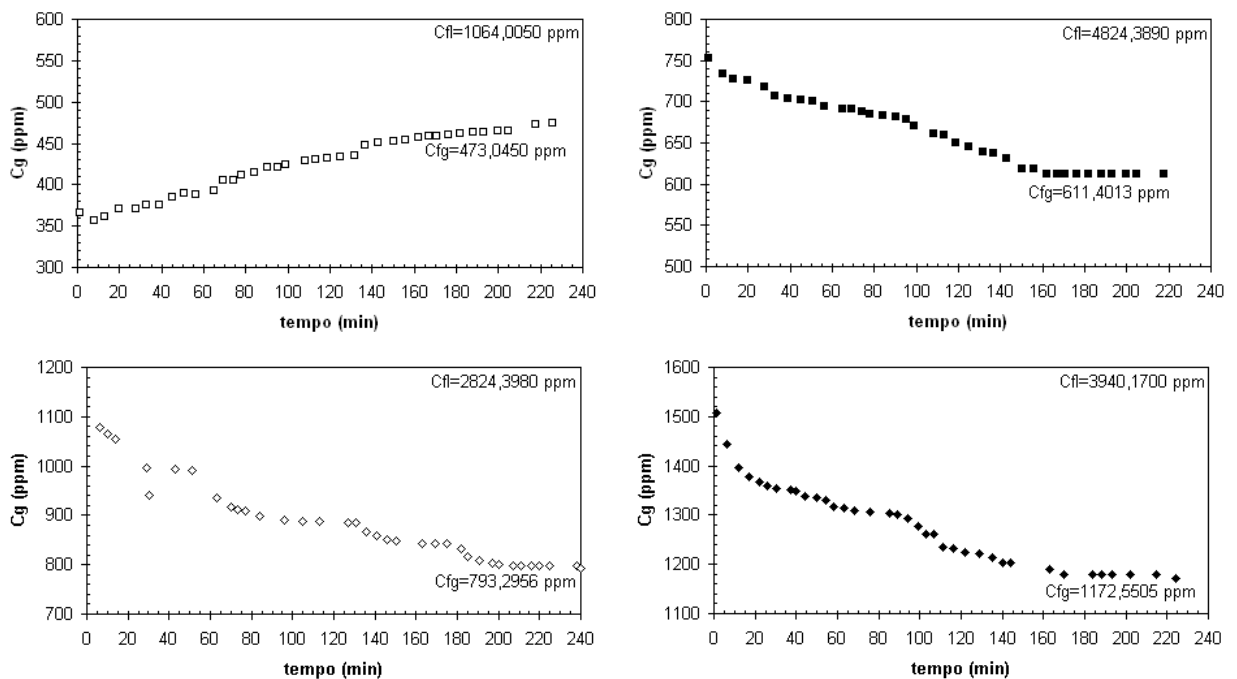 600
550
500
450
400
350
300
Cg (ppm)
Cfl=1064,0050 ppm
Cfg=473,0450 ppm
0 20 40 60 80 100 120 140 160 180 200 220 240
tempo (min)
800
750
700
650
600
550
500
Cg (ppm)
Cfl=4824,3890 ppm
Cfg=611,4013 ppm
0 20 40 60 80 100 120 140 160 180 200 220 240
tempo (min)
1200
1100
1000
900
800
700
Cg (ppm)
Cfl=2824,3980 ppm
Cfg=793,2956 ppm
0 20 40 60 80 100 120 140 160 180 200 220 240
tempo (min)
1600
1500
1400
1300
1200
1100
Cg (ppm)
Cfl=3940,1700 ppm
Cfg=1172,5505 ppm
0 20 40 60 80 100 120 140 160 180 200 220 240
tempo (min)